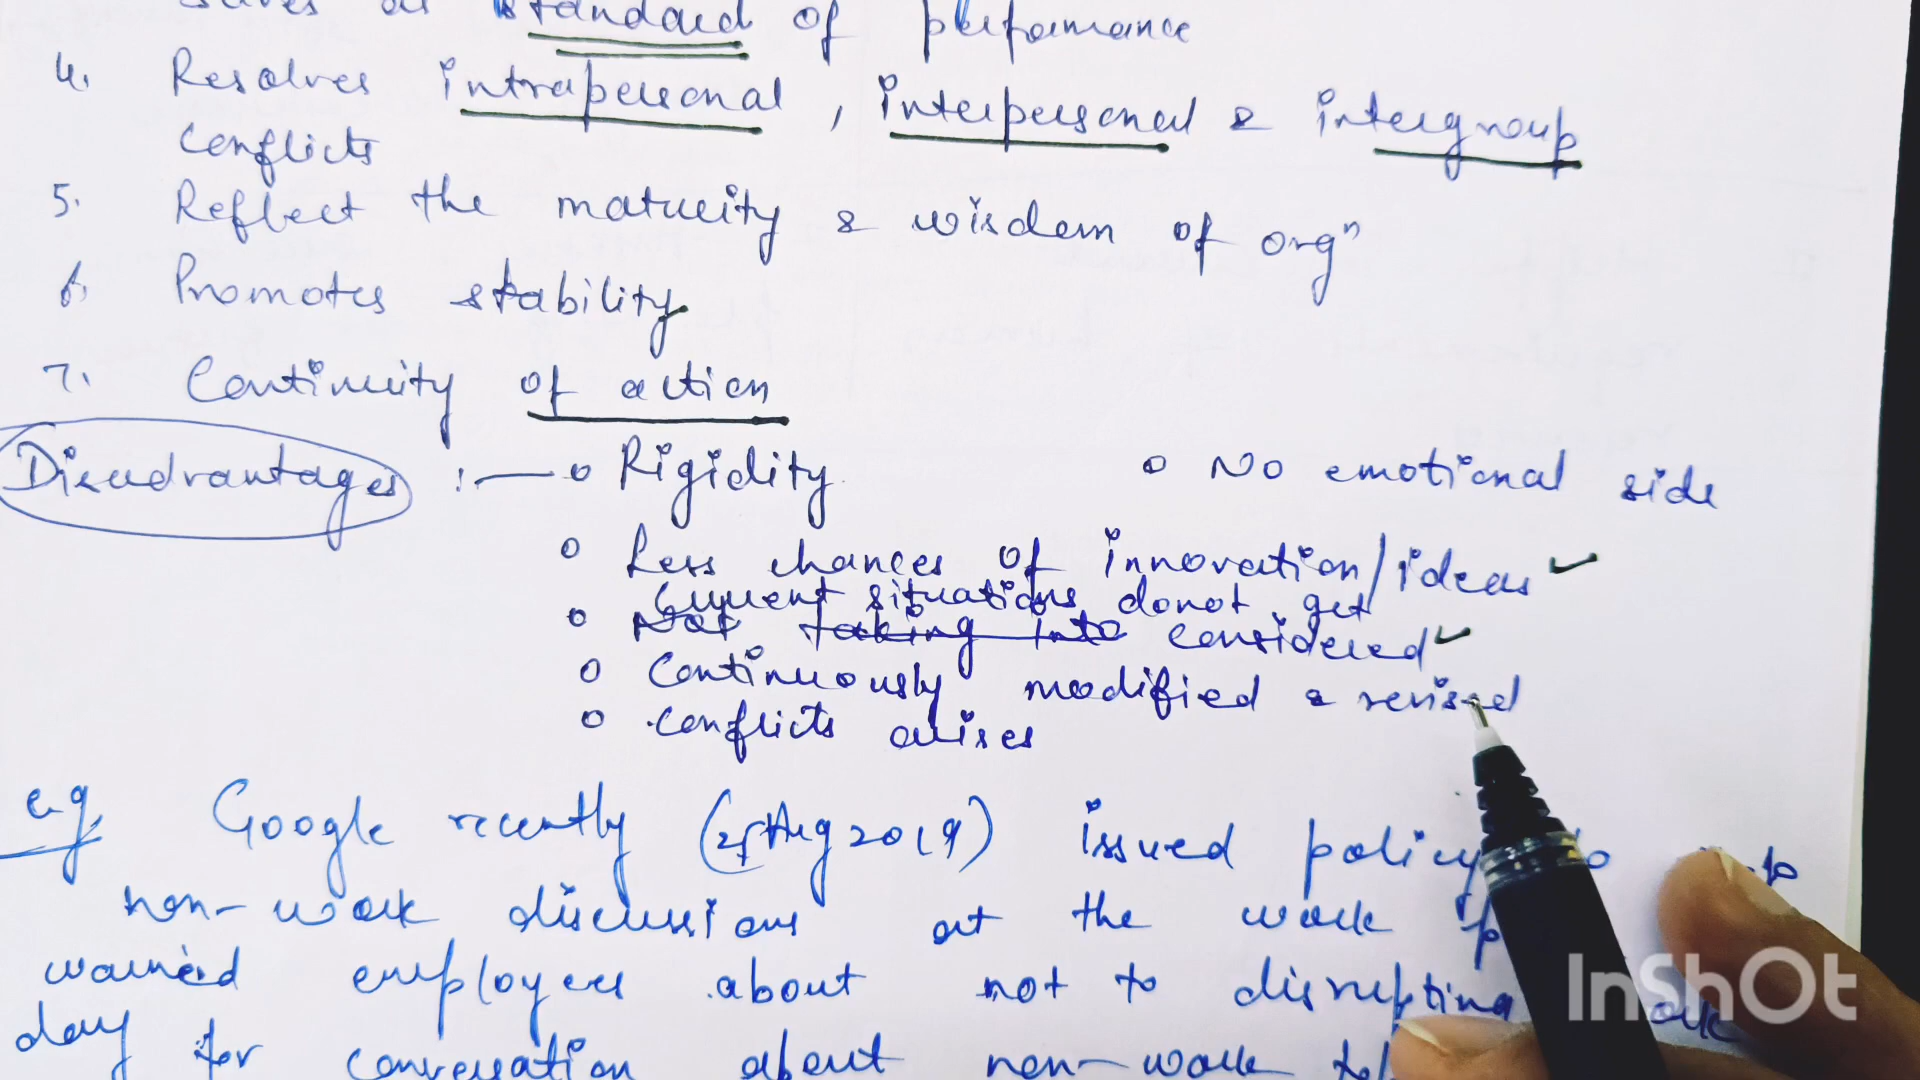 standard of performance
4. Resolves intrapersonal, interpersonal & intergroup
conflicts
5. Reflect the maturity & wisdom of orgⁿ
6. Promotes stability
7. Continuity of action
Disadvantages :— o Rigidity
o No emotional side
o Less chances of innovation/ideas ✓
Current situations donot get
o Not taking into considered ✓
o Continuously modified & revised
o conflicts arises
e.g. Google recently (25 Aug 2019) issued policy to
non-work discussions at the work
warned employees about not to disrupting
day for conversation about non-work
InShOt